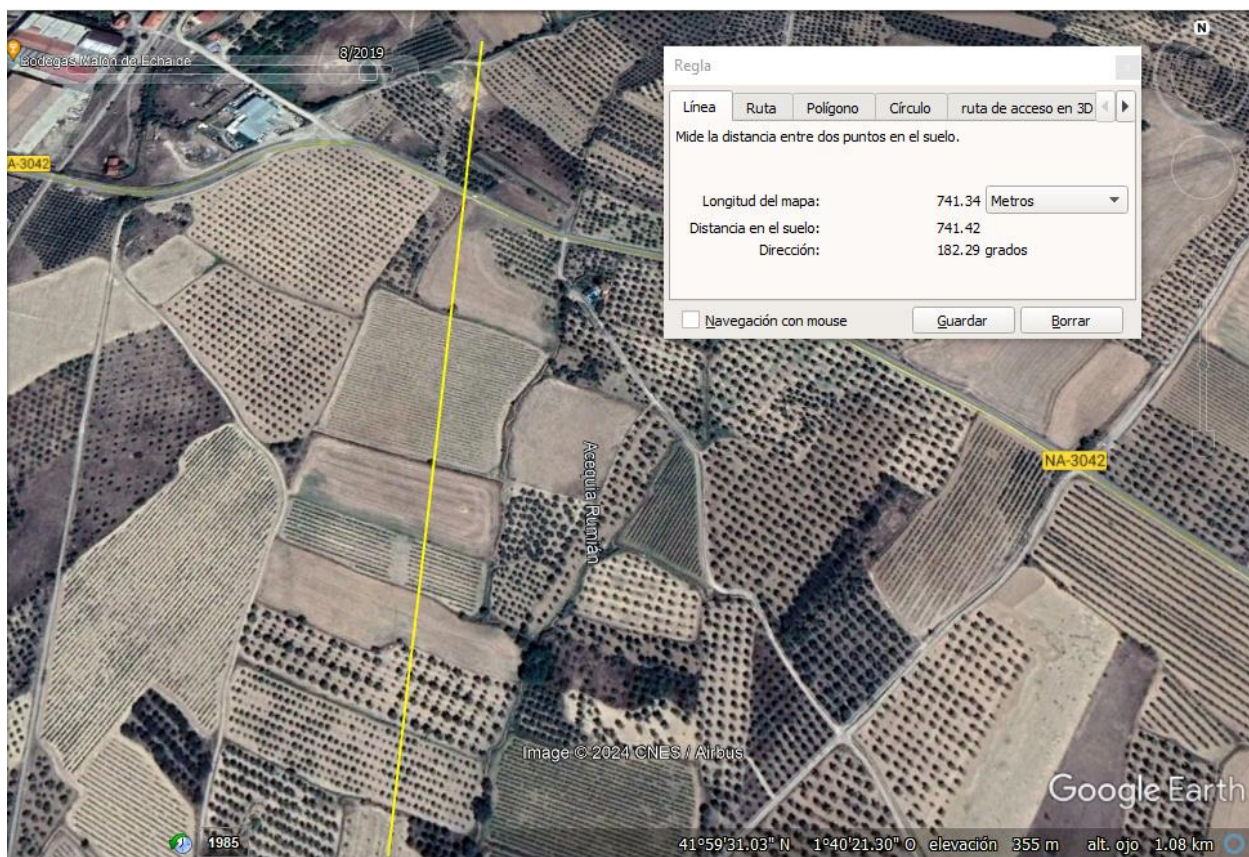 N
8/2019
Bodegas Malon de Echaide
Regla
Línea Ruta Polígono Círculo ruta de acceso en 3D
Mide la distancia entre dos puntos en el suelo.
A-3042
Longitud del mapa: 741.34 Metros
Distancia en el suelo: 741.42
Dirección: 182.29 grados
Navegación con mouse Guardar Borrar
NA-3042
Acequia Rumián
Image © 2024 CNES / Airbus
Google Earth
1985
41°59'31.03" N 1°40'21.30" O elevación 355 m alt. ojo 1.08 km